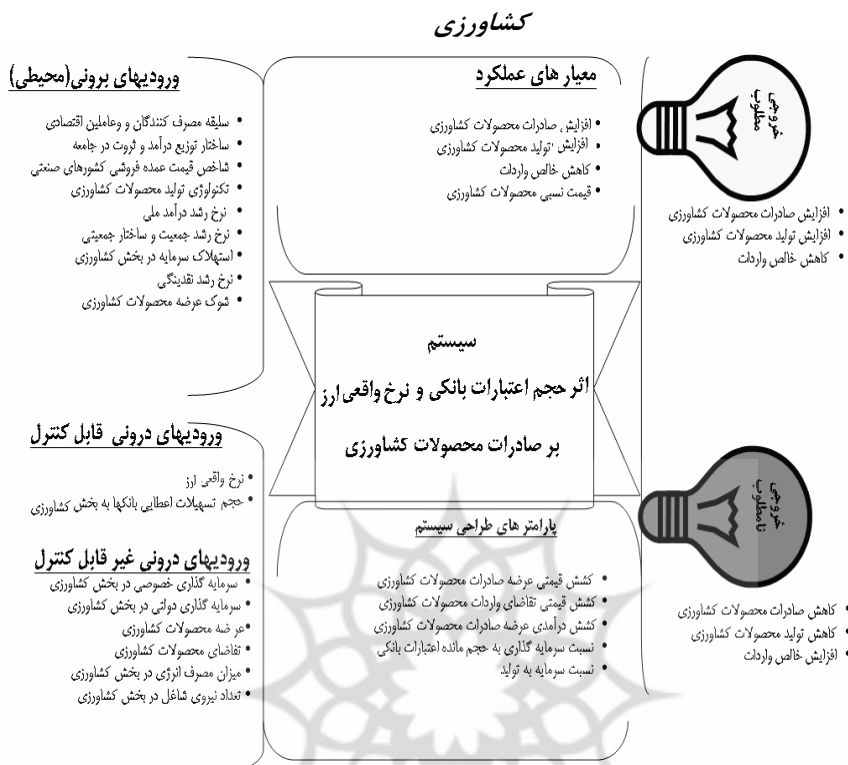 کشاورزی
خروجی
مطلوب
افزایش صادرات محصولات کشاورزی
افزایش تولید محصولات کشاورزی
کاهش خالص واردات
معیار های عملکرد
افزایش صادرات محصولات کشاورزی
افزایش تولید محصولات کشاورزی
کاهش خالص واردات
قیمت نسبی محصولات کشاورزی
ورودیهای برونی(محیطی)
سلیقه مصرف کنندگان و وعاملین اقتصادی
ساختار توزیع درآمد و ثروت در جامعه
شاخص قیمت عمده فروشی کشورهای صنعتی
تکنولوژی تولید محصولات کشاورزی
نرخ رشد درآمد ملی
نرخ رشد جمعیت و ساختار جمعیتی
استهلاک سرمایه در بخش کشاورزی
نرخ رشد نقدینگی
شوک عرضه محصولات کشاورزی
سیستم
اثر حجم اعتبارات بانکی و نرخ واقعی ارز
بر صادرات محصولات کشاورزی
خروجی
نامطلوب
کاهش صادرات محصولات کشاورزی
کاهش تولید محصولات کشاورزی
افزایش خالص واردات
پارامتر های طراحی سیستم
کشش قیمتی عرضه صادرات محصولات کشاورزی
کشش قیمتی تقاضای واردات محصولات کشاورزی
کشش درآمدی عرضه صادرات محصولات کشاورزی
نسبت سرمایه گذاری به حجم مانده اعتبارات بانکی
نسبت سرمایه به تولید
ورودیهای درونی قابل کنترل
نرخ واقعی ارز
حجم تسهیلات اعطایی بانکها به بخش کشاورزی
ورودیهای درونی غیر قابل کنترل
سرمایه گذاری خصوصی در بخش کشاورزی
سرمایه گذاری دولتی در بخش کشاورزی
عر ضه محصولات کشاورزی
تقاضای محصولات کشاورزی
میزان مصرف انرژی در بخش کشاورزی
تعداد نیروی شاغل در بخش کشاورزی